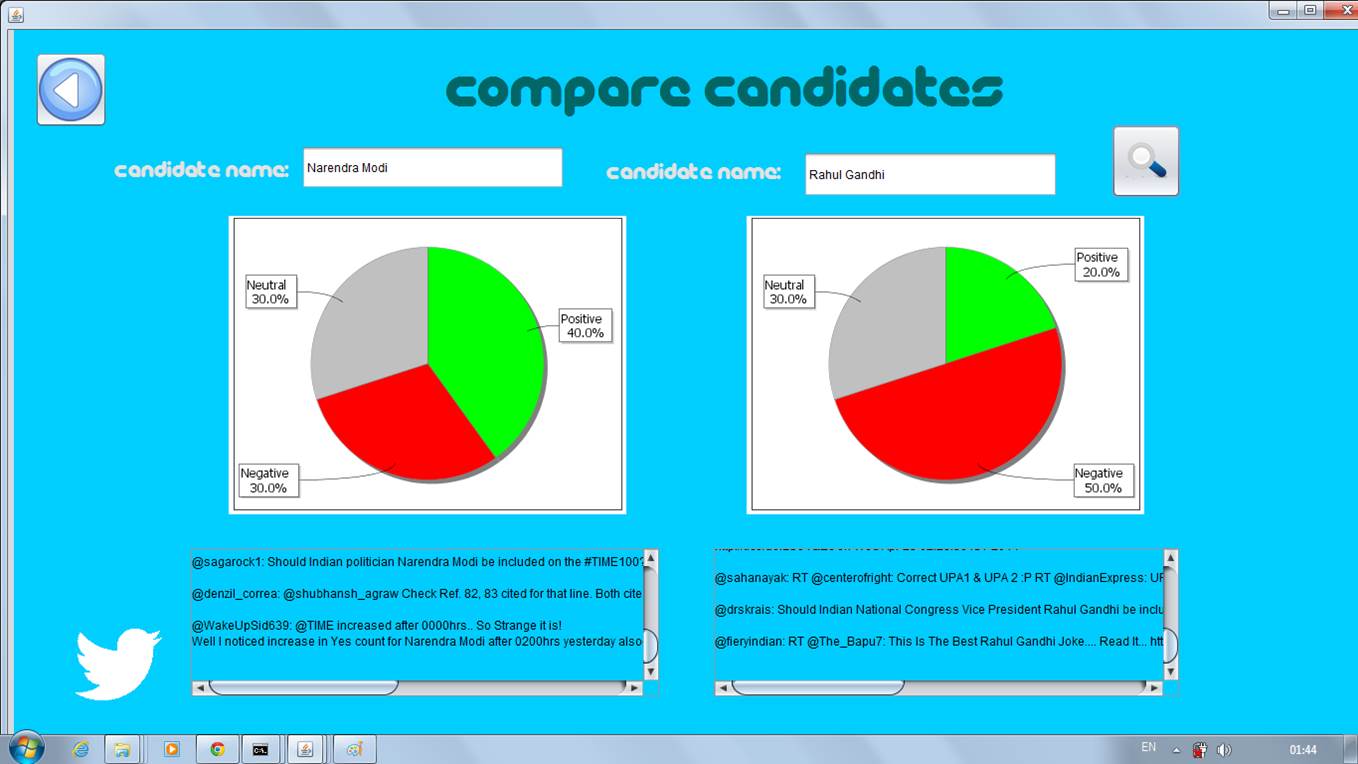 compare candidates
candidate name:
Narendra Modi
candidate name:
Rahul Gandhi
Neutral
30.0%
Positive
40.0%
Negative
30.0%
Neutral
30.0%
Positive
20.0%
Negative
50.0%
@sagarock1: Should Indian politician Narendra Modi be included on the #TIME100?
@denzil_correa: @shubhansh_agraw Check Ref. 82, 83 cited for that line. Both cite
@WakeUpSid639: @TIME increased after 0000hrs.. So Strange it is!
Well I noticed increase in Yes count for Narendra Modi after 0200hrs yesterday also
@sahanayak: RT @centerofright: Correct UPA1 & UPA 2 :P RT @IndianExpress: UP
@drskrais: Should Indian National Congress Vice President Rahul Gandhi be inclu
@fieryindian: RT @The_Bapu7: This Is The Best Rahul Gandhi Joke.... Read It... htt
EN
01:44